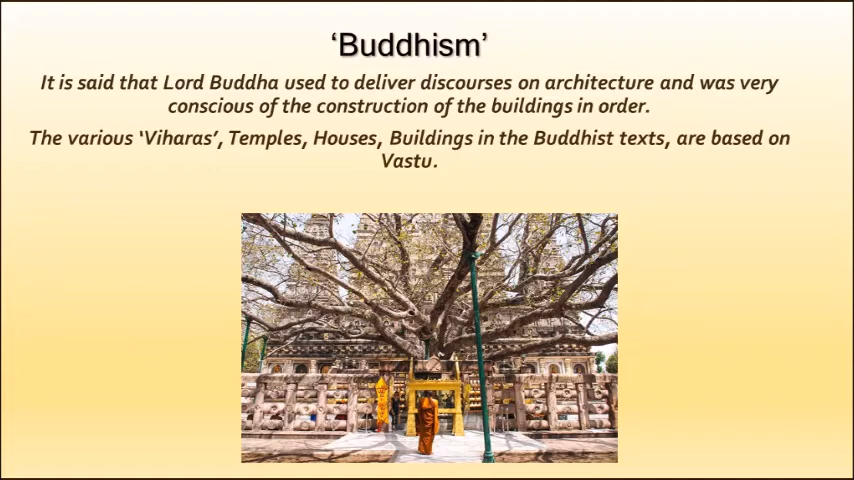 ‘Buddhism’
It is said that Lord Buddha used to deliver discourses on architecture and was very
conscious of the construction of the buildings in order.
The various ‘Viharas’, Temples, Houses, Buildings in the Buddhist texts, are based on
Vastu.